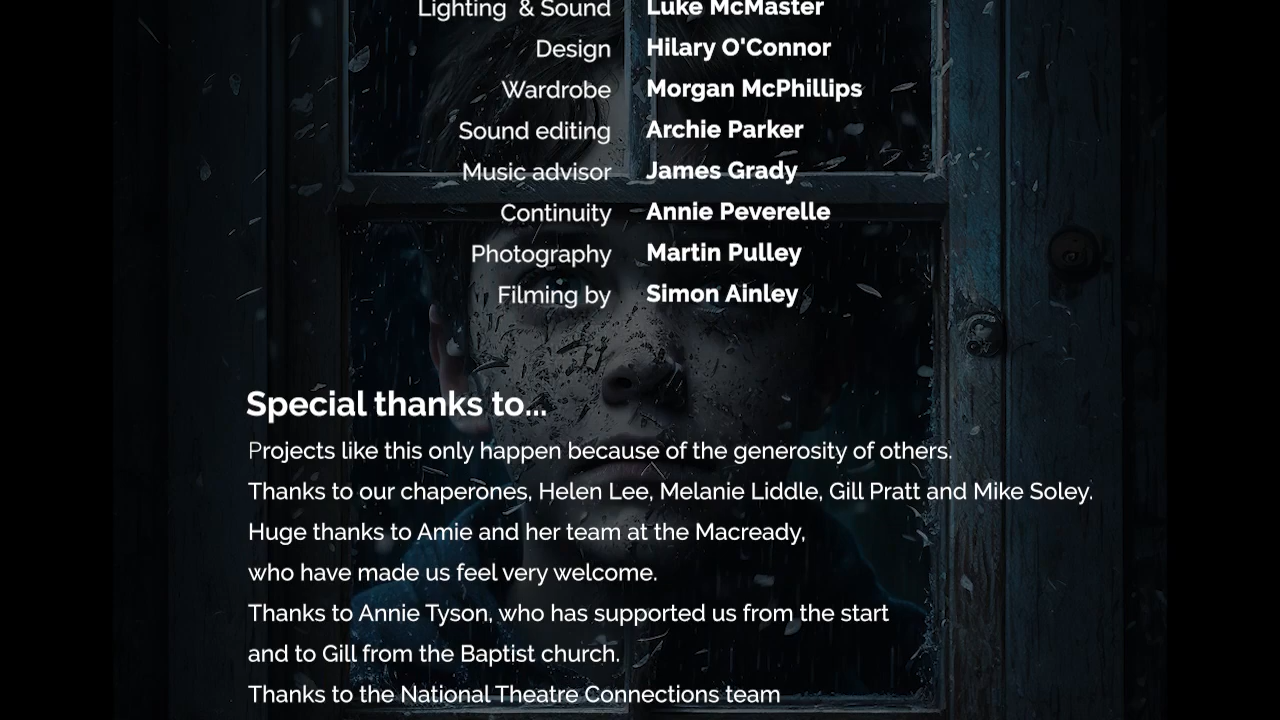 Lighting & Sound Luke McMaster
Design Hilary O'Connor
Wardrobe Morgan McPhillips
Sound editing Archie Parker
Music advisor James Grady
Continuity Annie Peverelle
Photography Martin Pulley
Filming by Simon Ainley
Special thanks to...
Projects like this only happen because of the generosity of others.
Thanks to our chaperones, Helen Lee, Melanie Liddle, Gill Pratt and Mike Soley.
Huge thanks to Amie and her team at the Macready,
who have made us feel very welcome.
Thanks to Annie Tyson, who has supported us from the start
and to Gill from the Baptist church.
Thanks to the National Theatre Connections team